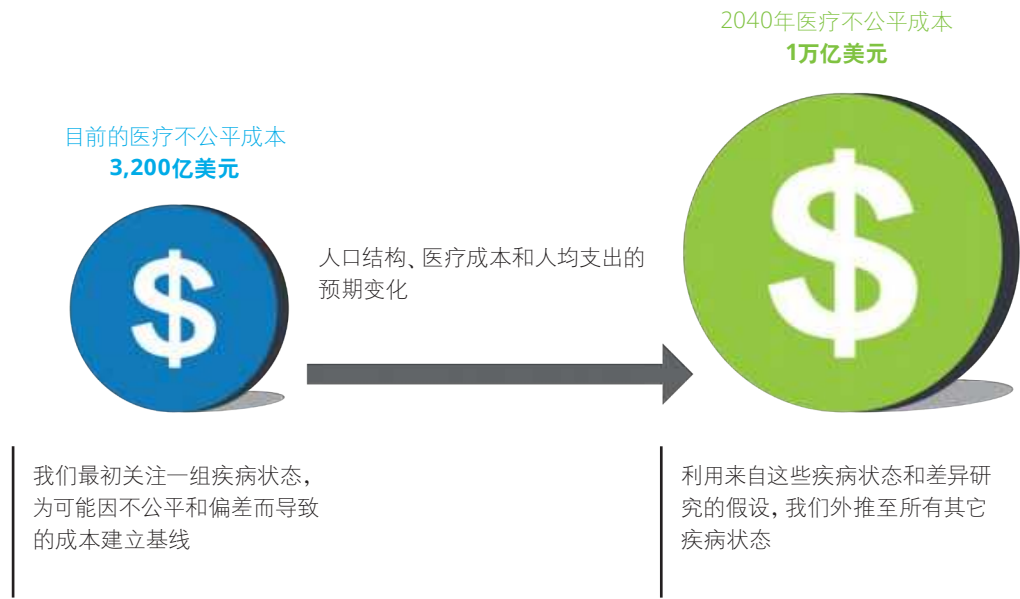 2040年医疗不公平成本
1万亿美元
目前的医疗不公平成本
3,200亿美元
$
$
人口结构、医疗成本和人均支出的
预期变化
我们最初关注一组疾病状态，
为可能因不公平和偏差而导致
的成本建立基线
利用来自这些疾病状态和差异研
究的假设，我们外推至所有其它
疾病状态